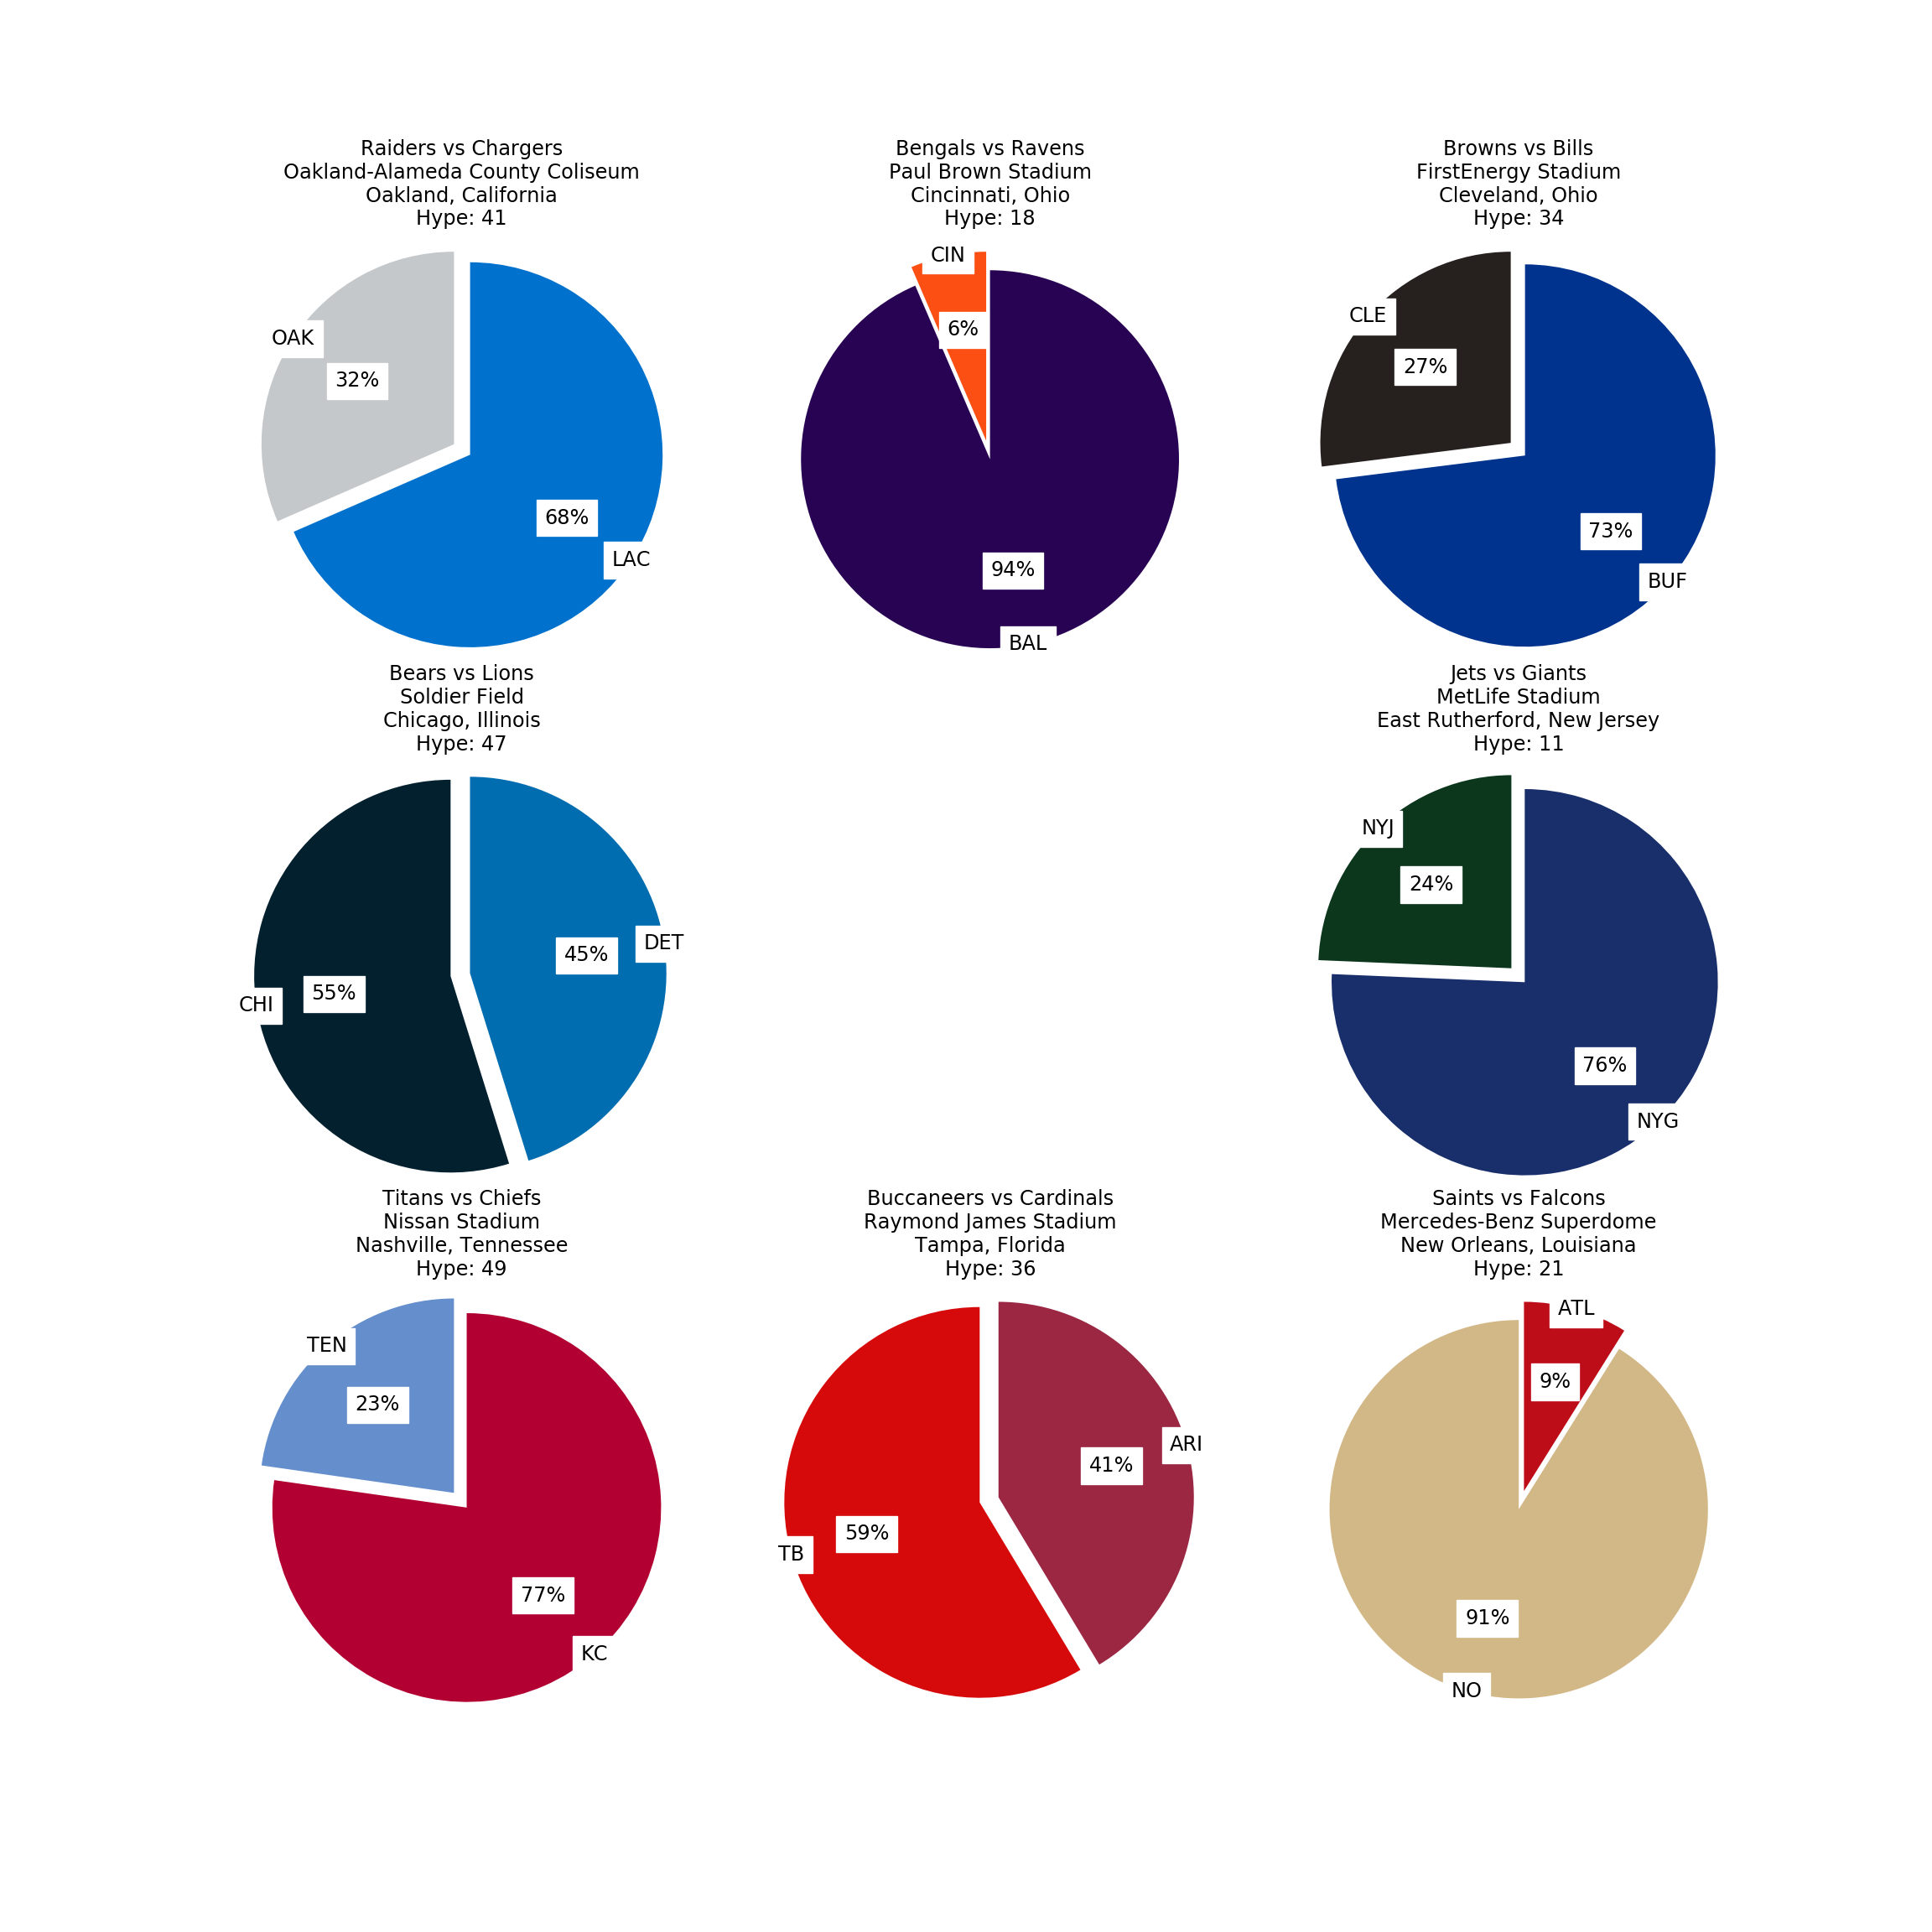 Raiders vs Chargers
Oakland-Alameda County Coliseum
Oakland, California
Hype: 41
OAK
32%
68%
LAC
Bengals vs Ravens
Paul Brown Stadium
Cincinnati, Ohio
Hype: 18
CIN
6%
94%
BAL
Browns vs Bills
FirstEnergy Stadium
Cleveland, Ohio
Hype: 34
CLE
27%
73%
BUF
Bears vs Lions
Soldier Field
Chicago, Illinois
Hype: 47
DET
45%
55%
CHI
Jets vs Giants
MetLife Stadium
East Rutherford, New Jersey
Hype: 11
NYJ
24%
76%
NYG
Titans vs Chiefs
Nissan Stadium
Nashville, Tennessee
Hype: 49
TEN
23%
77%
KC
Buccaneers vs Cardinals
Raymond James Stadium
Tampa, Florida
Hype: 36
ARI
41%
59%
TB
Saints vs Falcons
Mercedes-Benz Superdome
New Orleans, Louisiana
Hype: 21
ATL
9%
91%
NO